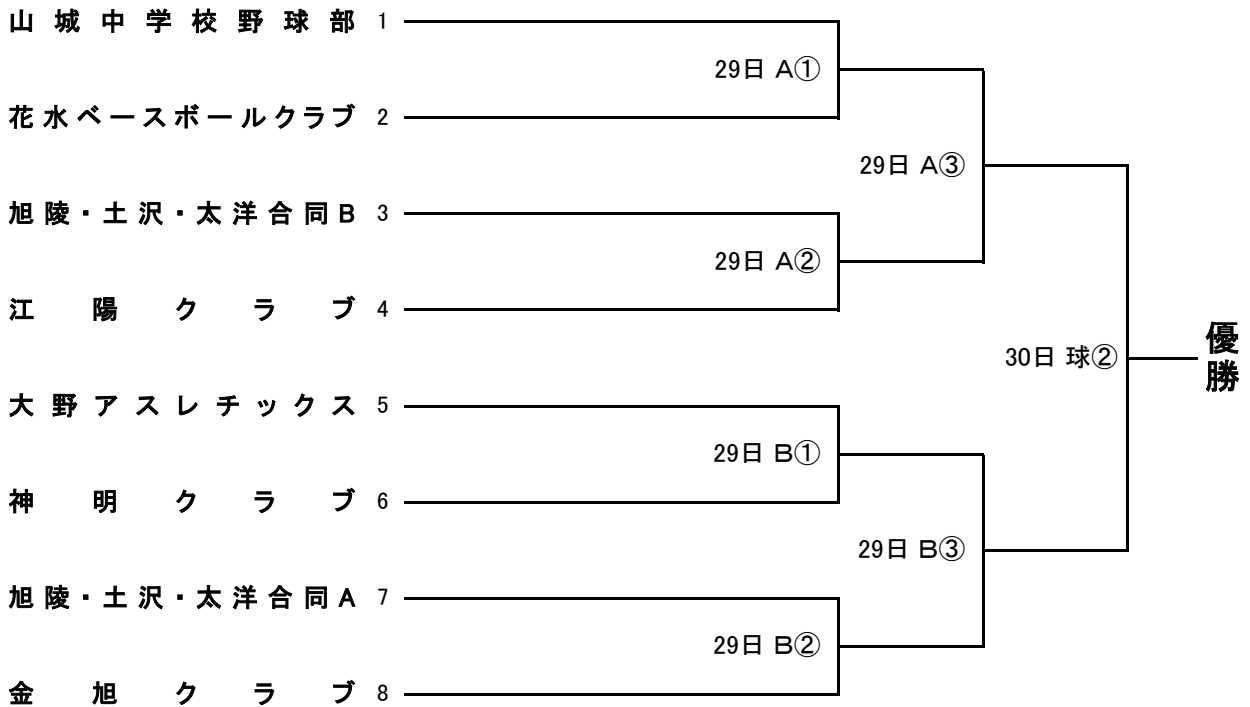 山城中学校野球部 1
29日 A①
花水ベースボールクラブ 2
29日 A③
旭陵・土沢・太洋合同B 3
29日 A②
江陽クラブ 4
30日 球②
優勝
大野アスレチックス 5
29日 B①
神明クラブ 6
29日 B③
旭陵・土沢・太洋合同A 7
29日 B②
金旭クラブ 8